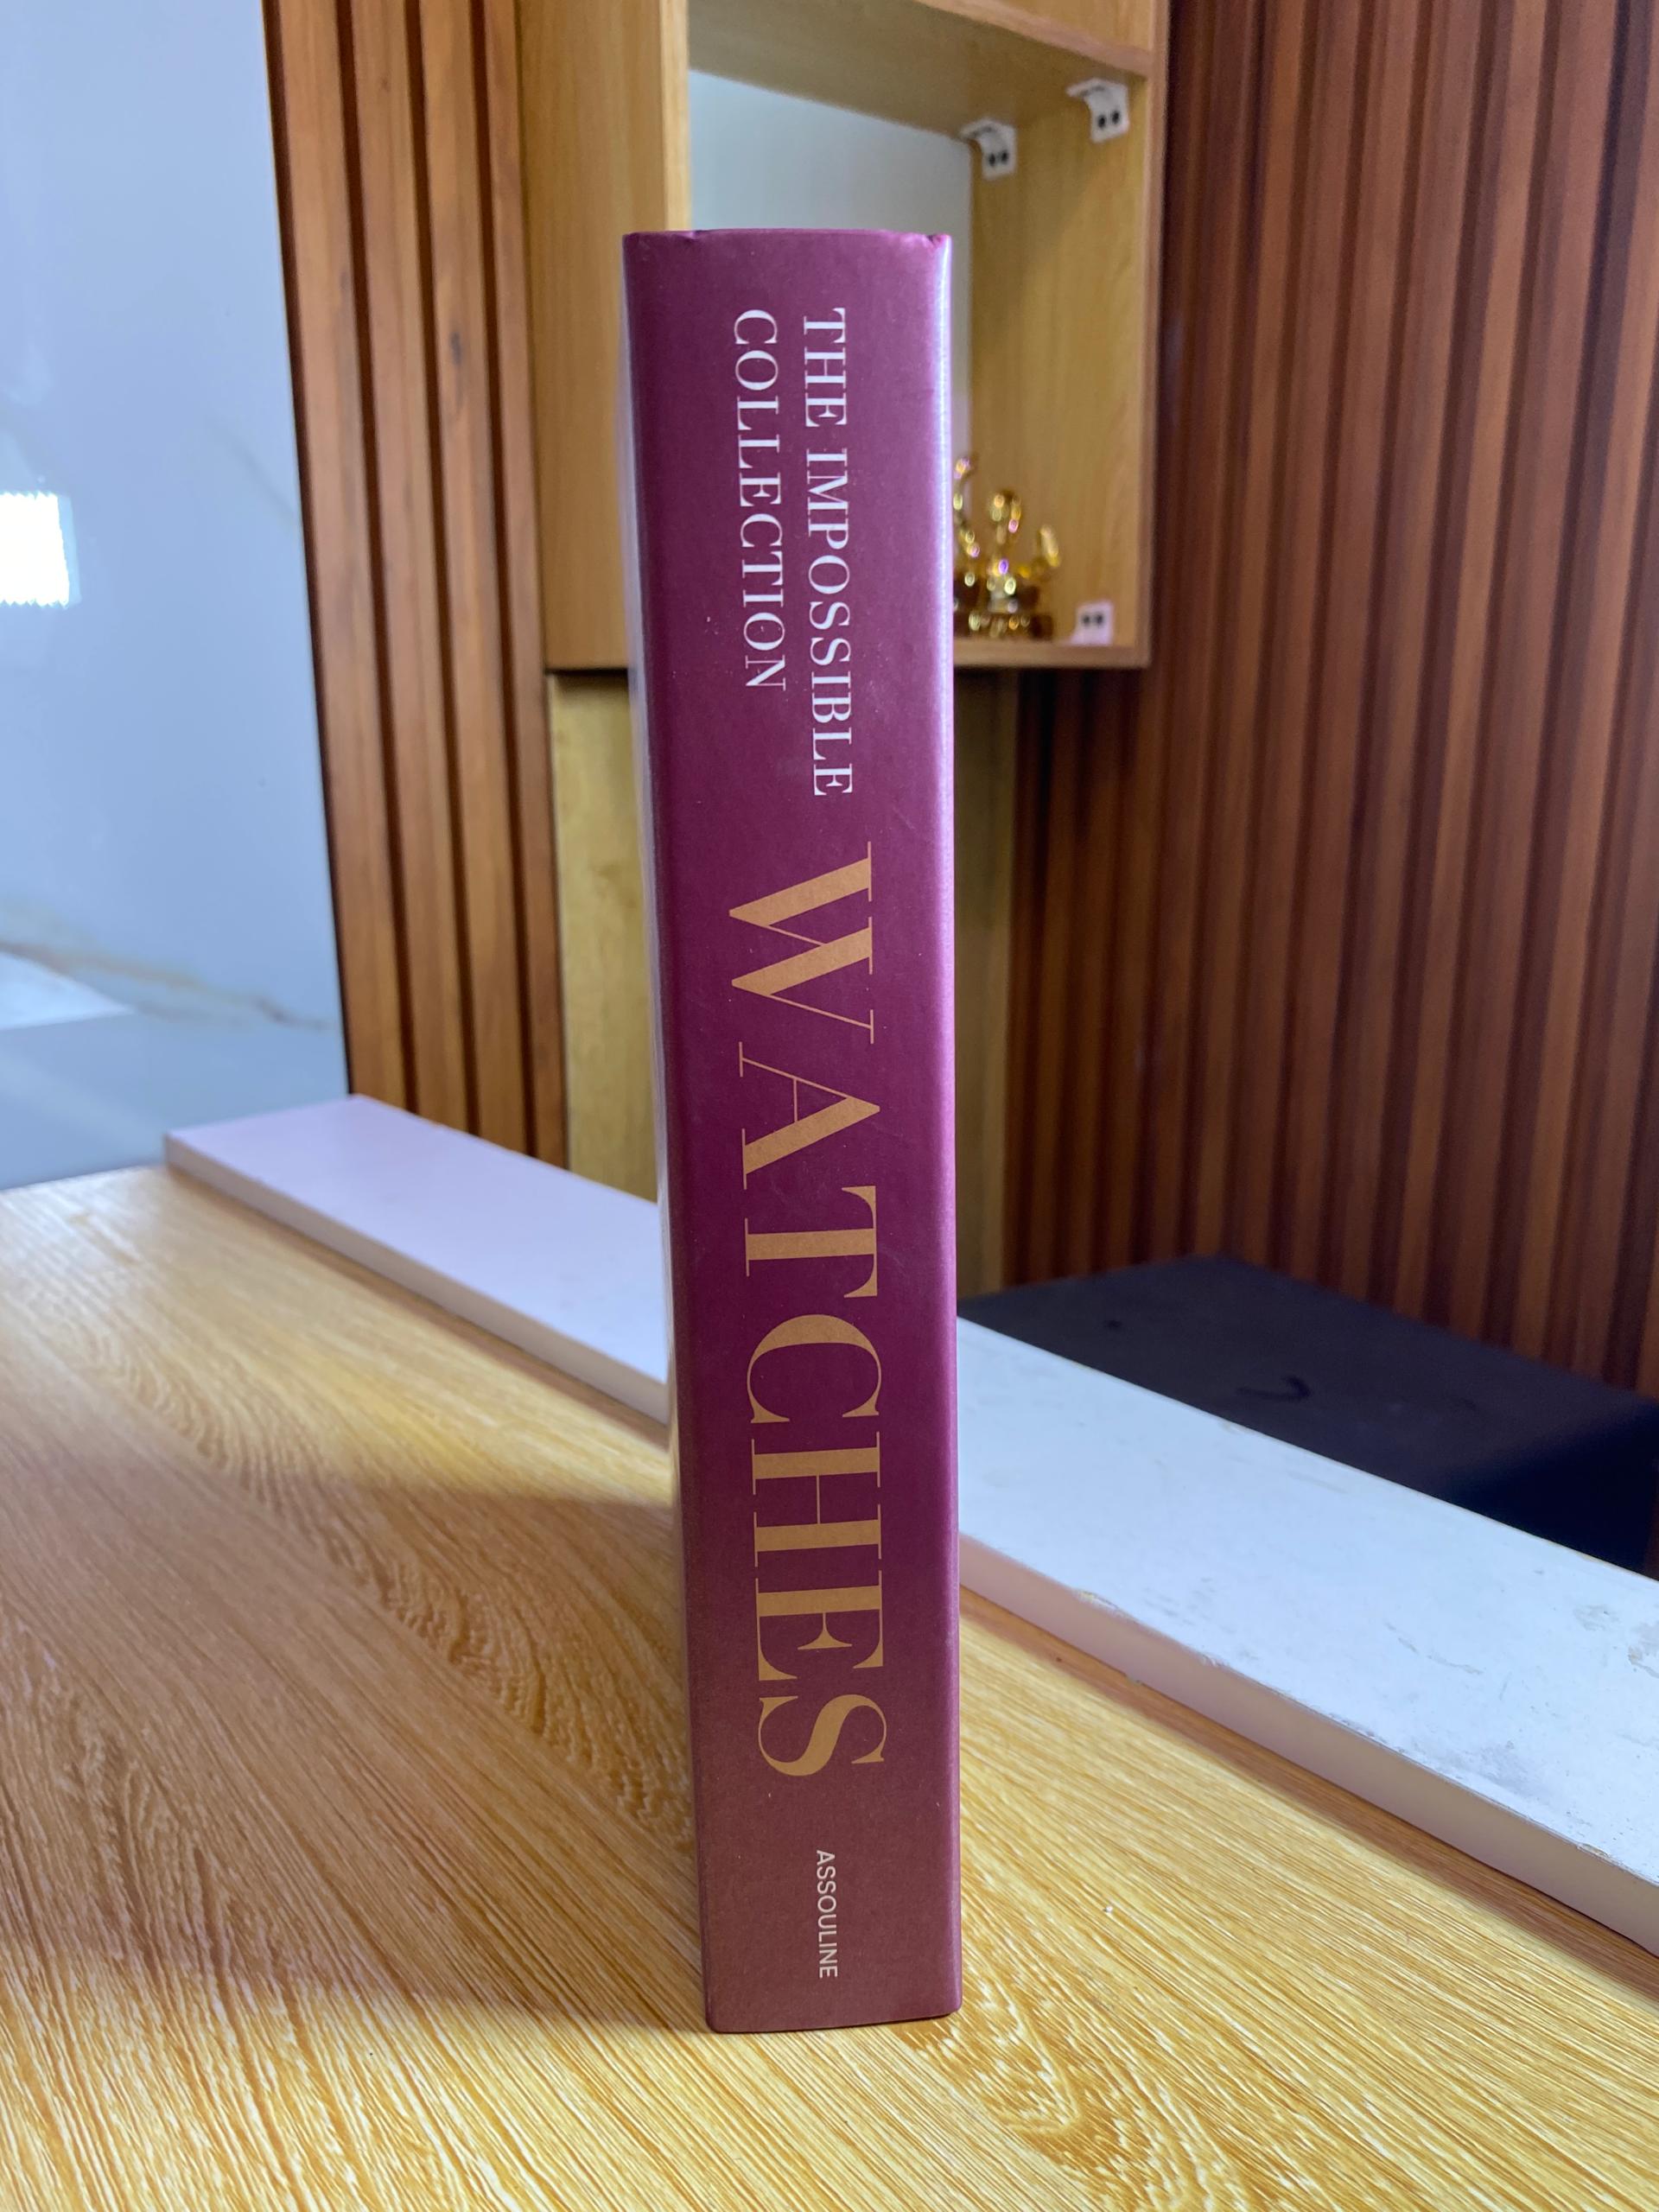 THE IMPOSSIBLE
COLLECTION
WATCHES
ASSOULINE